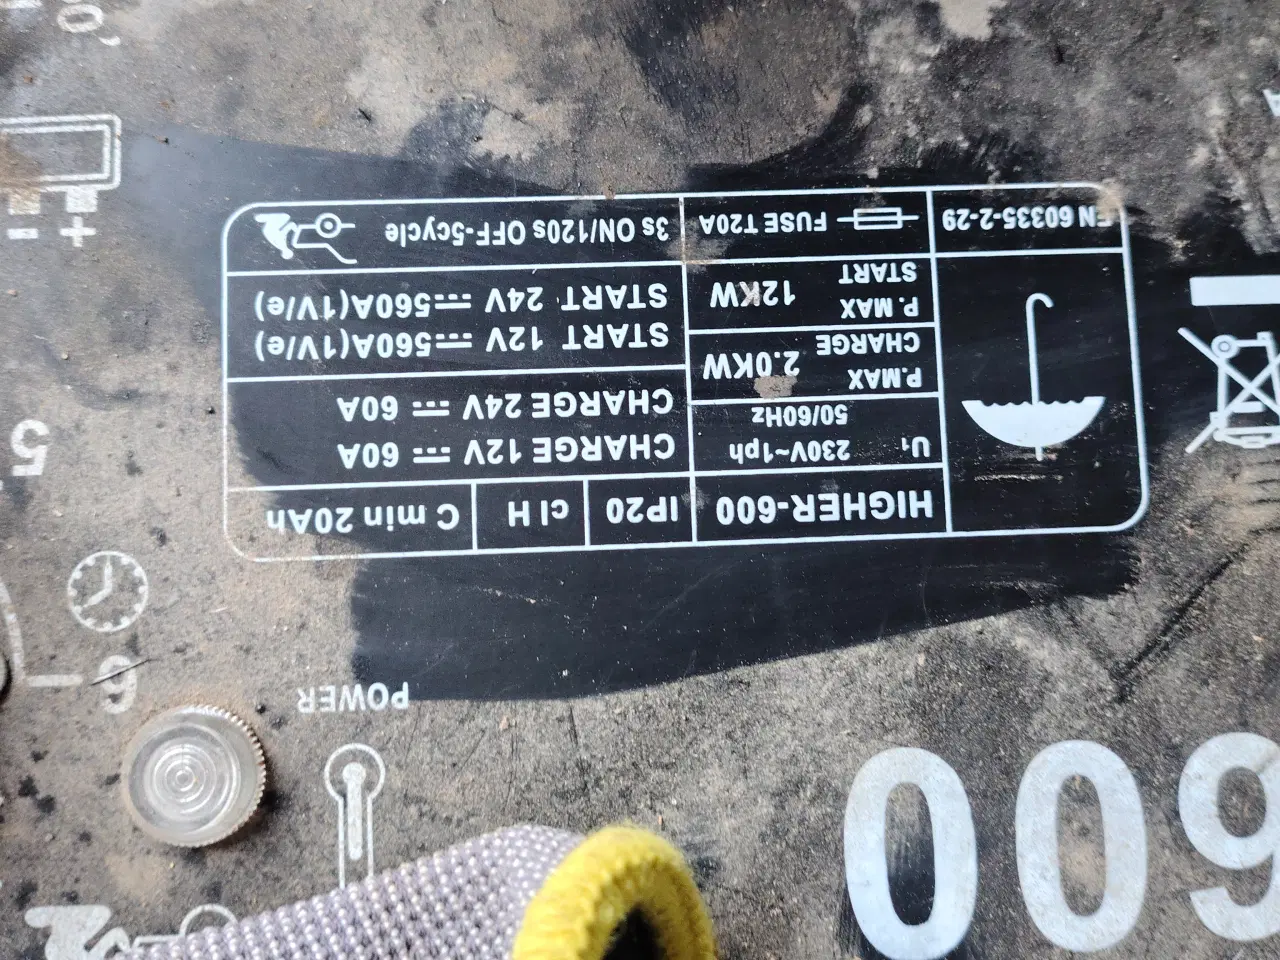 600
POWER
6
5
HIGHER-600
IP20
cl H
C min 20Ah
U1 230V~1ph
50/60Hz
CHARGE 12V 60A
CHARGE 24V 60A
P.MAX
CHARGE 2.0KW
START 12V 560A(1V/e)
START 24V 560A(1V/e)
P. MAX
START 12KW
EN 60335-2-29
FUSE T20A
3s ON/120s OFF-5cycle
+